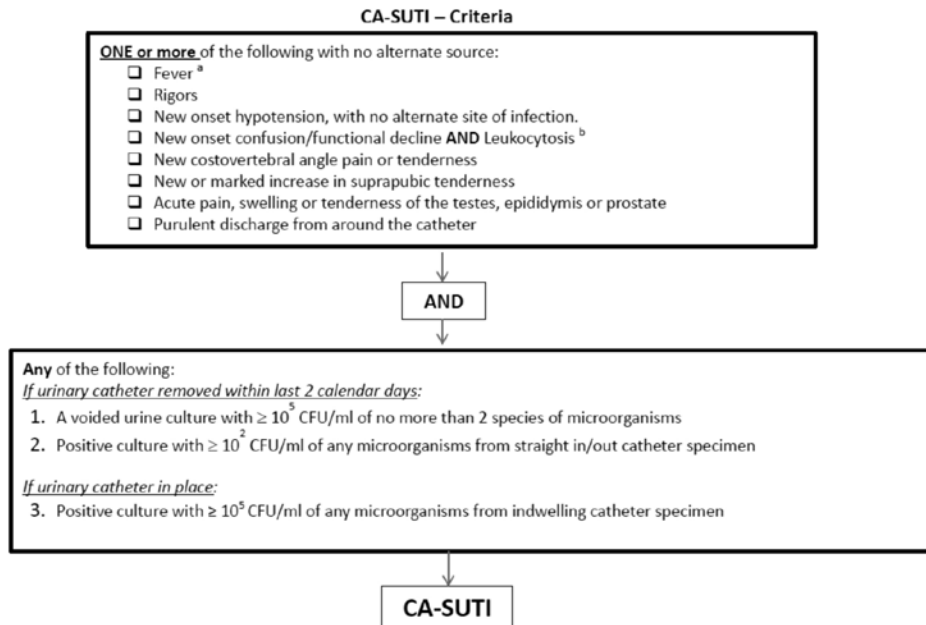 CA-SUTI – Criteria
ONE or more of the following with no alternate source:
❑ Fever ᵃ
❑ Rigors
❑ New onset hypotension, with no alternate site of infection.
❑ New onset confusion/functional decline AND Leukocytosis ᵇ
❑ New costovertebral angle pain or tenderness
❑ New or marked increase in suprapubic tenderness
❑ Acute pain, swelling or tenderness of the testes, epididymis or prostate
❑ Purulent discharge from around the catheter
AND
Any of the following:
If urinary catheter removed within last 2 calendar days:
1. A voided urine culture with ≥ 10⁵ CFU/ml of no more than 2 species of microorganisms
2. Positive culture with ≥ 10² CFU/ml of any microorganisms from straight in/out catheter specimen
If urinary catheter in place:
3. Positive culture with ≥ 10⁵ CFU/ml of any microorganisms from indwelling catheter specimen
CA-SUTI